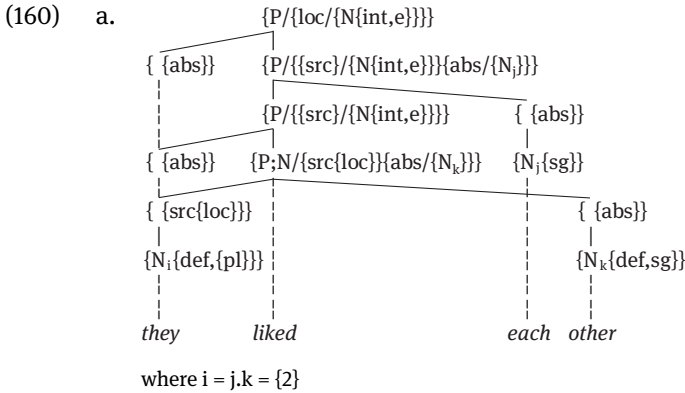 (160) a. {P/{loc/{N{int,e}}}}
{ {abs}} {P/{{src}/{N{int,e}}}{abs/{Nⱼ}}}
{P/{{src}/{N{int,e}}}} { {abs}}
{ {abs}} {P;N/{src{loc}}{abs/{Nₖ}}} {Nⱼ{sg}}
{ {src{loc}}} { {abs}}
{Nᵢ{def,{pl}}} {Nₖ{def,sg}}
they liked each other
where i = j.k = {2}